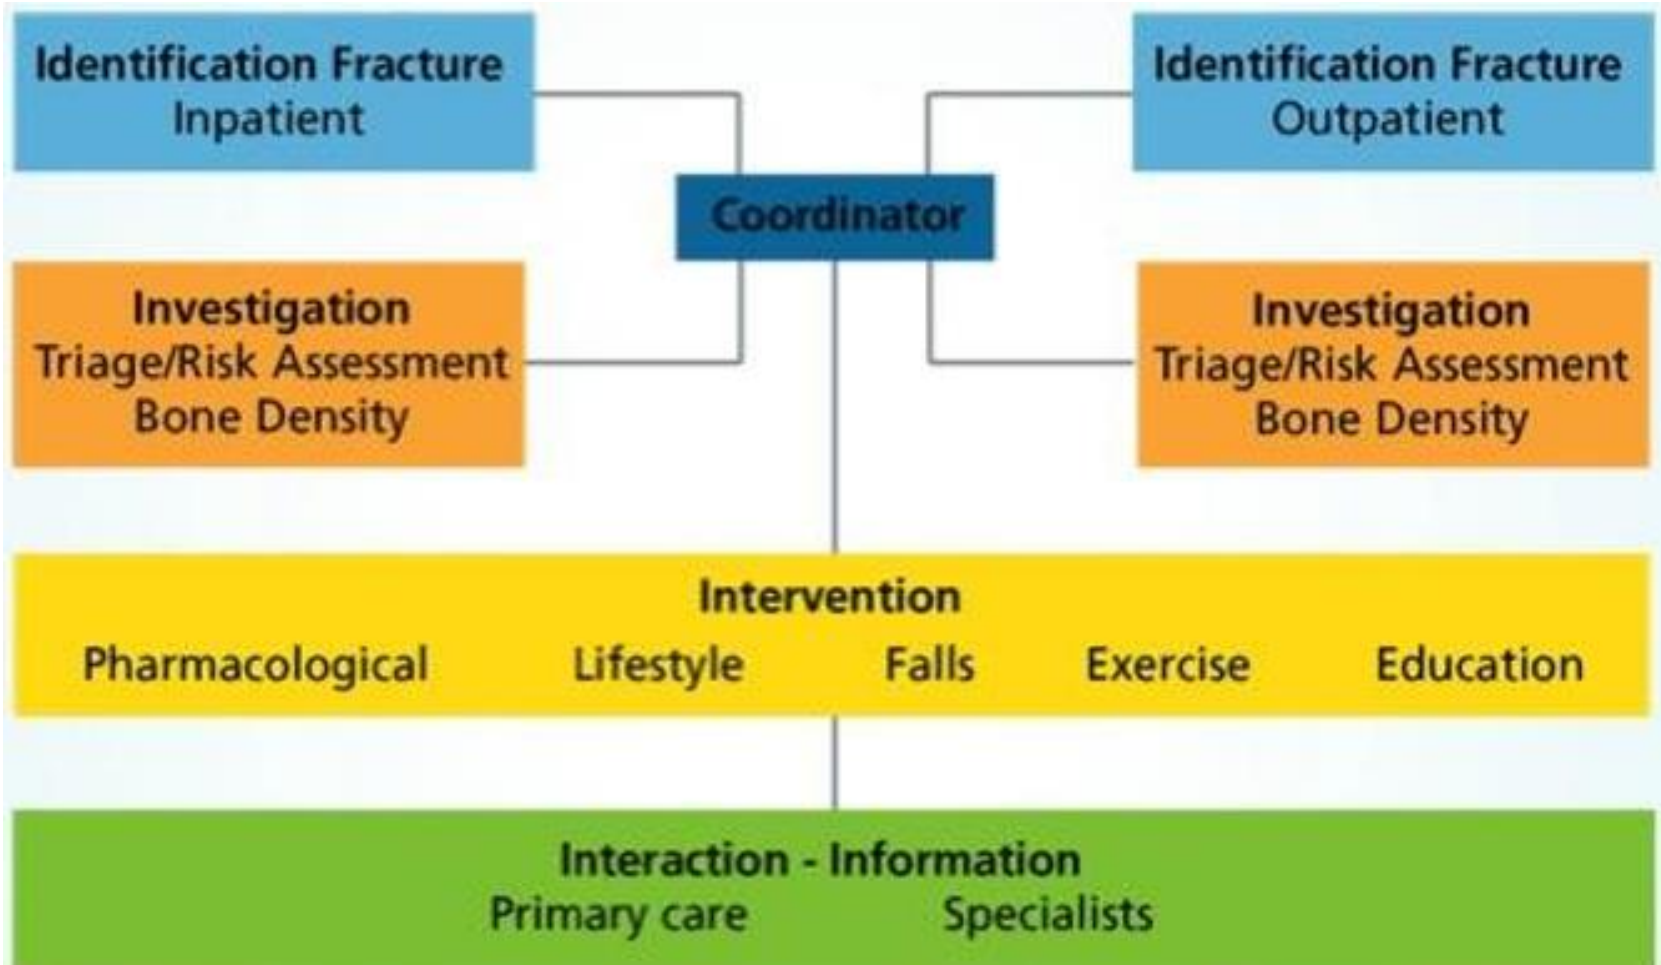 Identification Fracture
Inpatient
Identification Fracture
Outpatient
Coordinator
Investigation
Triage/Risk Assessment
Bone Density
Investigation
Triage/Risk Assessment
Bone Density
Intervention
Pharmacological Lifestyle Falls Exercise Education
Interaction - Information
Primary care Specialists